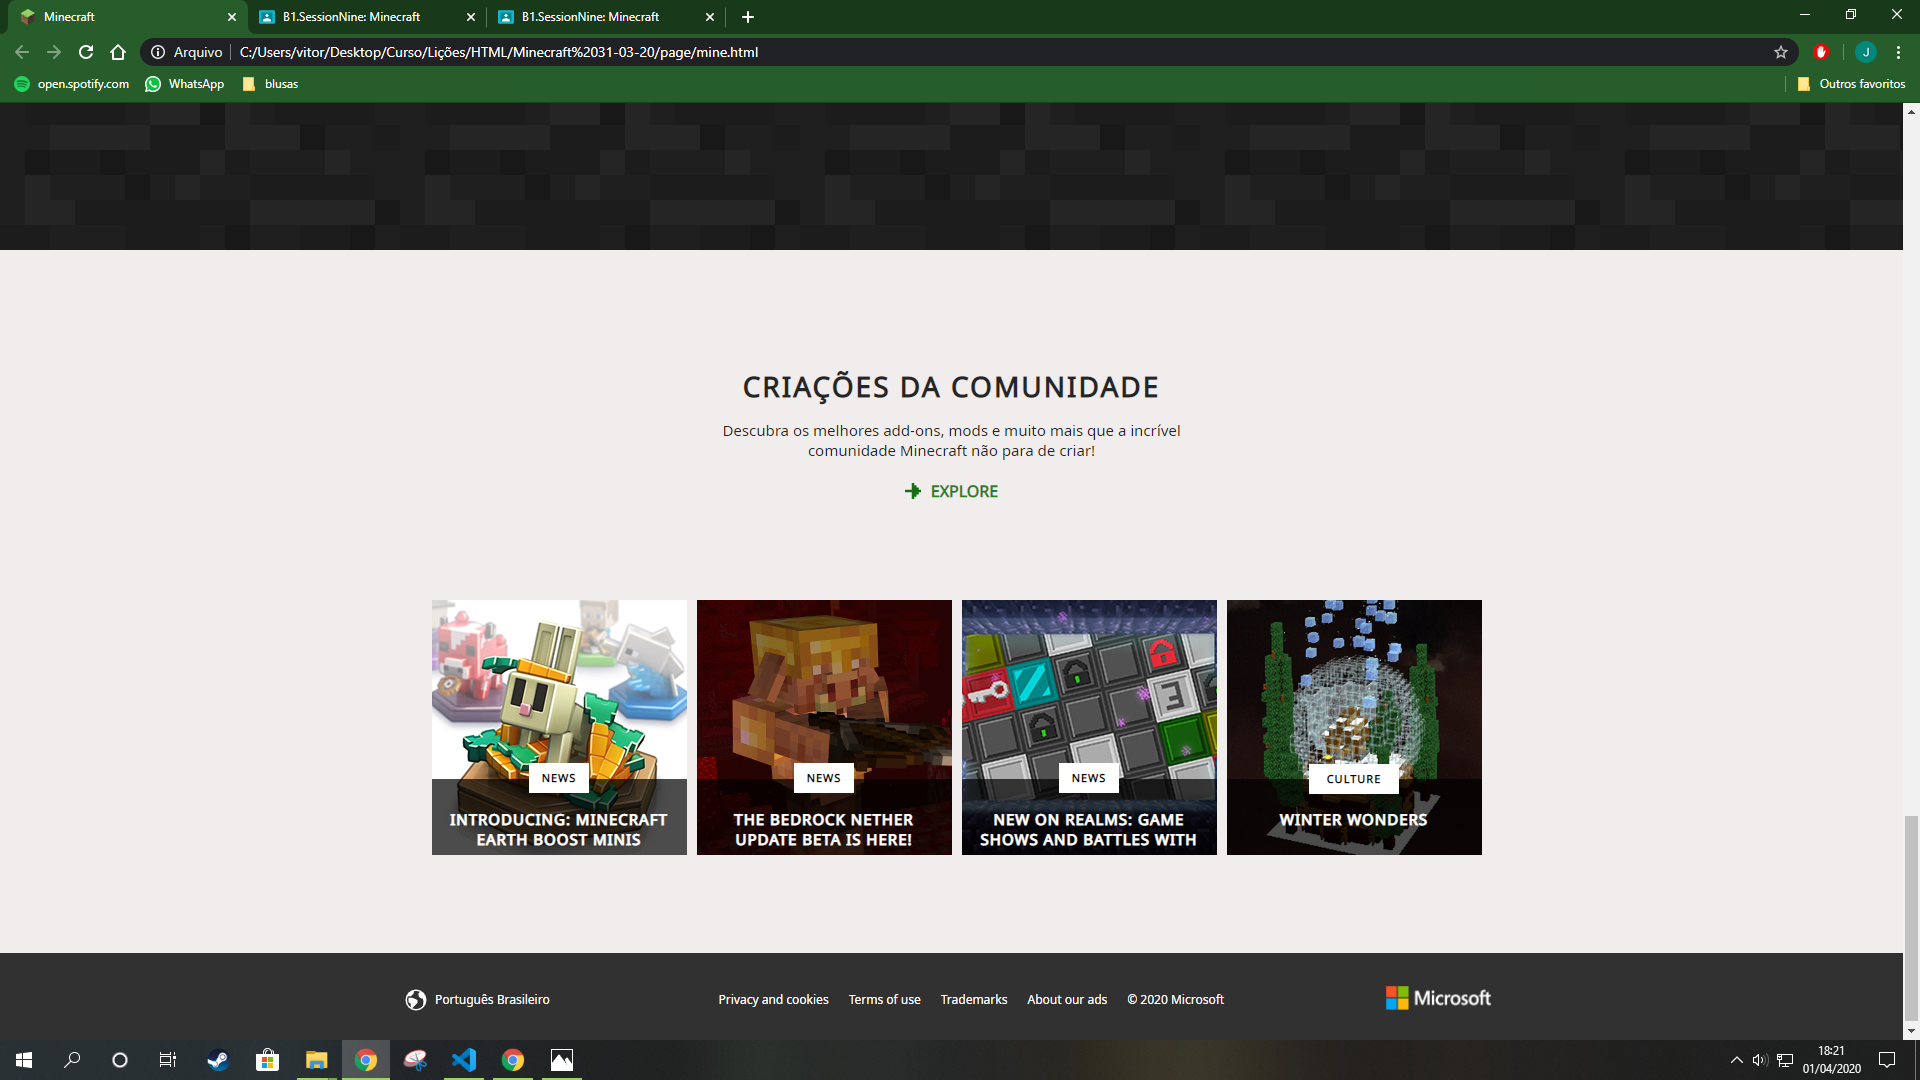 Minecraft
B1.SessionNine: Minecraft
B1.SessionNine: Minecraft
Arquivo
C:/Users/vitor/Desktop/Curso/Lições/HTML/Minecraft%2031-03-20/page/mine.html
J
open.spotify.com
WhatsApp
blusas
Outros favoritos
CRIAÇÕES DA COMUNIDADE
Descubra os melhores add-ons, mods e muito mais que a incrível
comunidade Minecraft não para de criar!
EXPLORE
3
NEWS
INTRODUCING: MINECRAFT
EARTH BOOST MINIS
NEWS
THE BEDROCK NETHER
UPDATE BETA IS HERE!
NEWS
NEW ON REALMS: GAME
SHOWS AND BATTLES WITH
CULTURE
WINTER WONDERS
Português Brasileiro
Privacy and cookies
Terms of use
Trademarks
About our ads
© 2020 Microsoft
Microsoft
18:21
01/04/2020